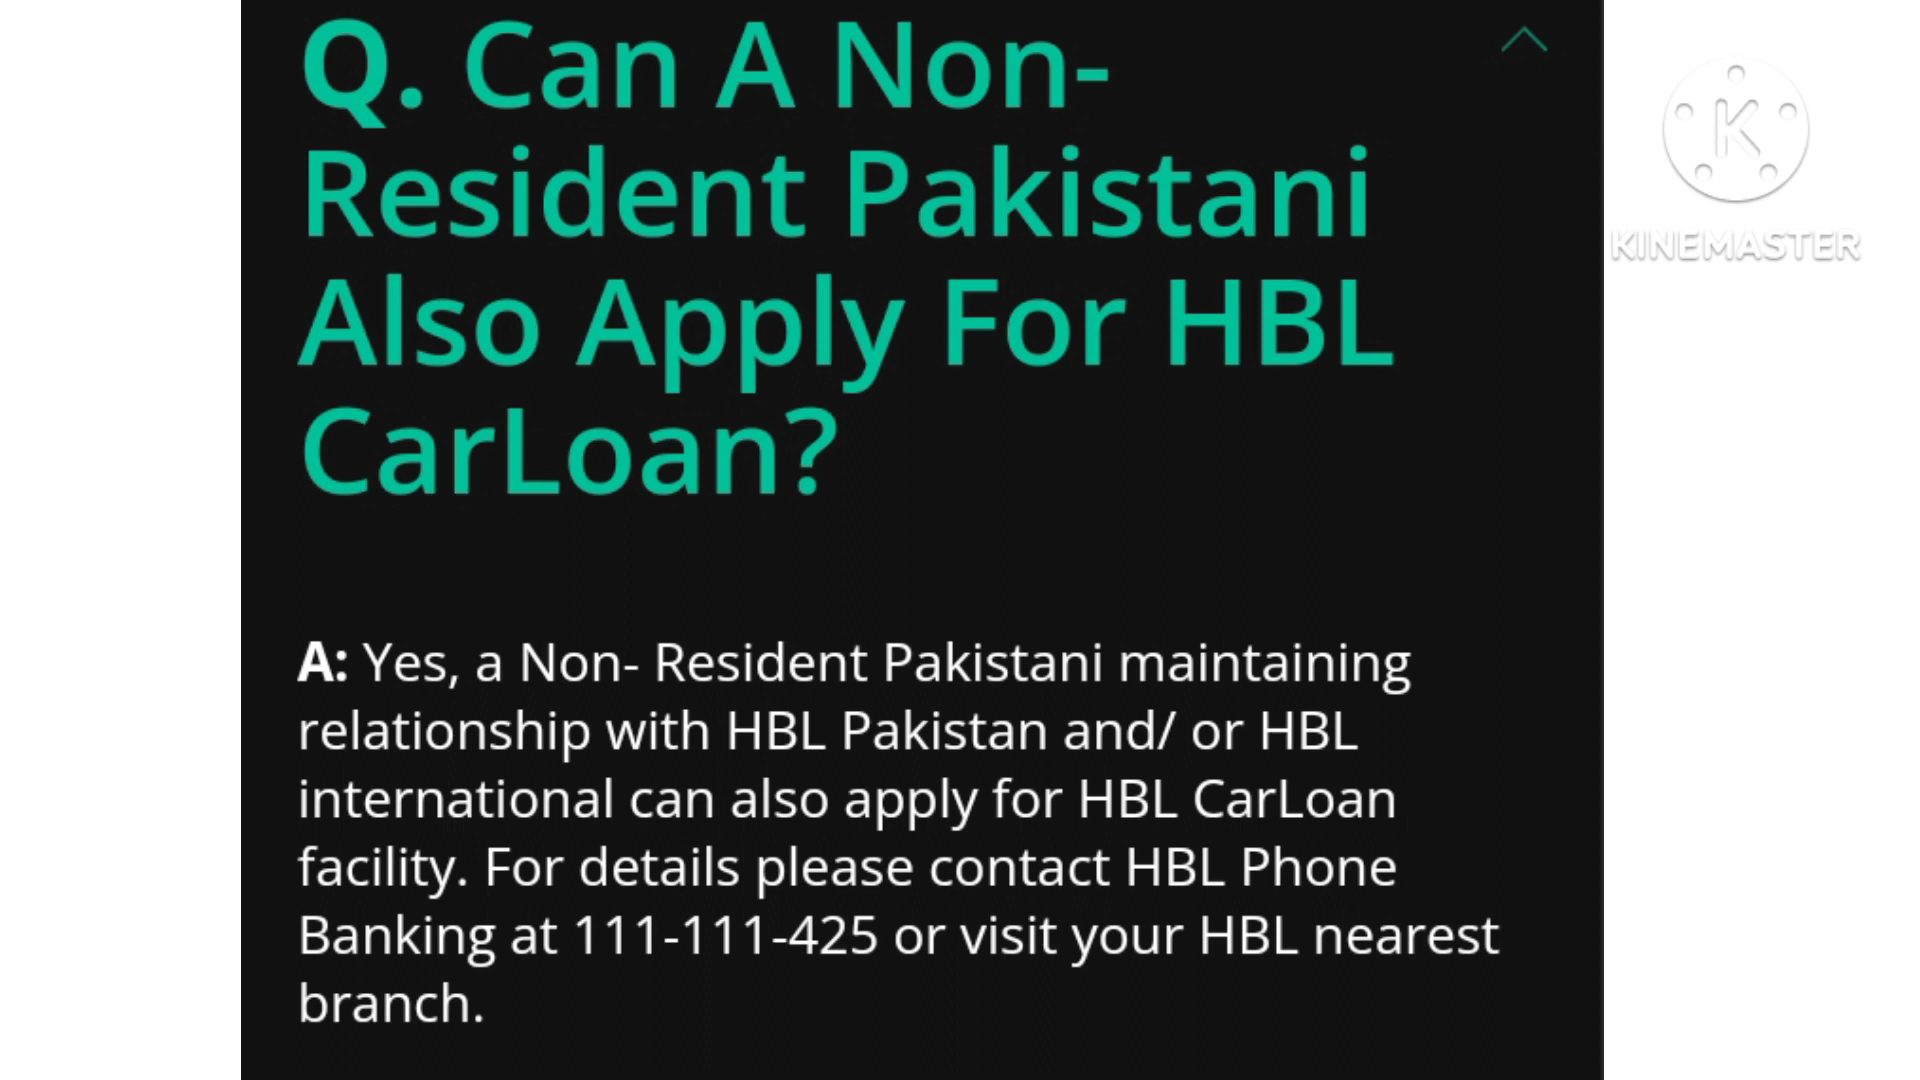 Q. Can A Non-
Resident Pakistani
Also Apply For HBL
CarLoan?
A: Yes, a Non- Resident Pakistani maintaining
relationship with HBL Pakistan and/ or HBL
international can also apply for HBL CarLoan
facility. For details please contact HBL Phone
Banking at 111-111-425 or visit your HBL nearest
branch.
K
KINEMASTER